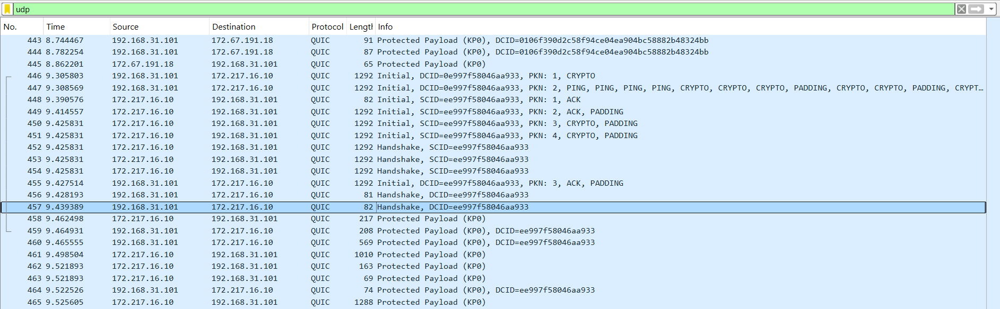 udp
No. Time Source Destination Protocol Length Info
443 8.744467 192.168.31.101 172.67.191.18 QUIC 91 Protected Payload (KP0), DCID=0106f390d2c58f94ce04ea904bc58882b48324bb
444 8.782254 192.168.31.101 172.67.191.18 QUIC 87 Protected Payload (KP0), DCID=0106f390d2c58f94ce04ea904bc58882b48324bb
445 8.862201 172.67.191.18 192.168.31.101 QUIC 65 Protected Payload (KP0)
446 9.305803 192.168.31.101 172.217.16.10 QUIC 1292 Initial, DCID=0e997f58046aa933, PKN: 1, CRYPTO
447 9.308569 192.168.31.101 172.217.16.10 QUIC 1292 Initial, DCID=0e997f58046aa933, PKN: 2, PING, PING, PING, PING, CRYPTO, CRYPTO, CRYPTO, PADDING, CRYPTO, CRYPTO, PADDING, CRYPT…
448 9.390576 172.217.16.10 192.168.31.101 QUIC 82 Initial, SCID=ee997f58046aa933, PKN: 1, ACK
449 9.414557 172.217.16.10 192.168.31.101 QUIC 1292 Initial, SCID=ee997f58046aa933, PKN: 2, ACK, PADDING
450 9.425831 172.217.16.10 192.168.31.101 QUIC 1292 Initial, SCID=ee997f58046aa933, PKN: 3, CRYPTO, PADDING
451 9.425831 172.217.16.10 192.168.31.101 QUIC 1292 Initial, SCID=ee997f58046aa933, PKN: 4, CRYPTO, PADDING
452 9.425831 172.217.16.10 192.168.31.101 QUIC 1292 Handshake, SCID=ee997f58046aa933
453 9.425831 172.217.16.10 192.168.31.101 QUIC 1292 Handshake, SCID=ee997f58046aa933
454 9.425831 172.217.16.10 192.168.31.101 QUIC 1292 Handshake, SCID=ee997f58046aa933
455 9.427514 192.168.31.101 172.217.16.10 QUIC 1292 Initial, DCID=ee997f58046aa933, PKN: 3, ACK, PADDING
456 9.428193 192.168.31.101 172.217.16.10 QUIC 81 Handshake, DCID=ee997f58046aa933
457 9.439389 192.168.31.101 172.217.16.10 QUIC 82 Handshake, DCID=ee997f58046aa933
458 9.462498 172.217.16.10 192.168.31.101 QUIC 217 Protected Payload (KP0)
459 9.464931 192.168.31.101 172.217.16.10 QUIC 208 Protected Payload (KP0), DCID=ee997f58046aa933
460 9.465555 192.168.31.101 172.217.16.10 QUIC 569 Protected Payload (KP0), DCID=ee997f58046aa933
461 9.498504 172.217.16.10 192.168.31.101 QUIC 1010 Protected Payload (KP0)
462 9.521893 172.217.16.10 192.168.31.101 QUIC 163 Protected Payload (KP0)
463 9.521893 172.217.16.10 192.168.31.101 QUIC 69 Protected Payload (KP0)
464 9.522526 192.168.31.101 172.217.16.10 QUIC 74 Protected Payload (KP0), DCID=ee997f58046aa933
465 9.525605 172.217.16.10 192.168.31.101 QUIC 1288 Protected Payload (KP0)